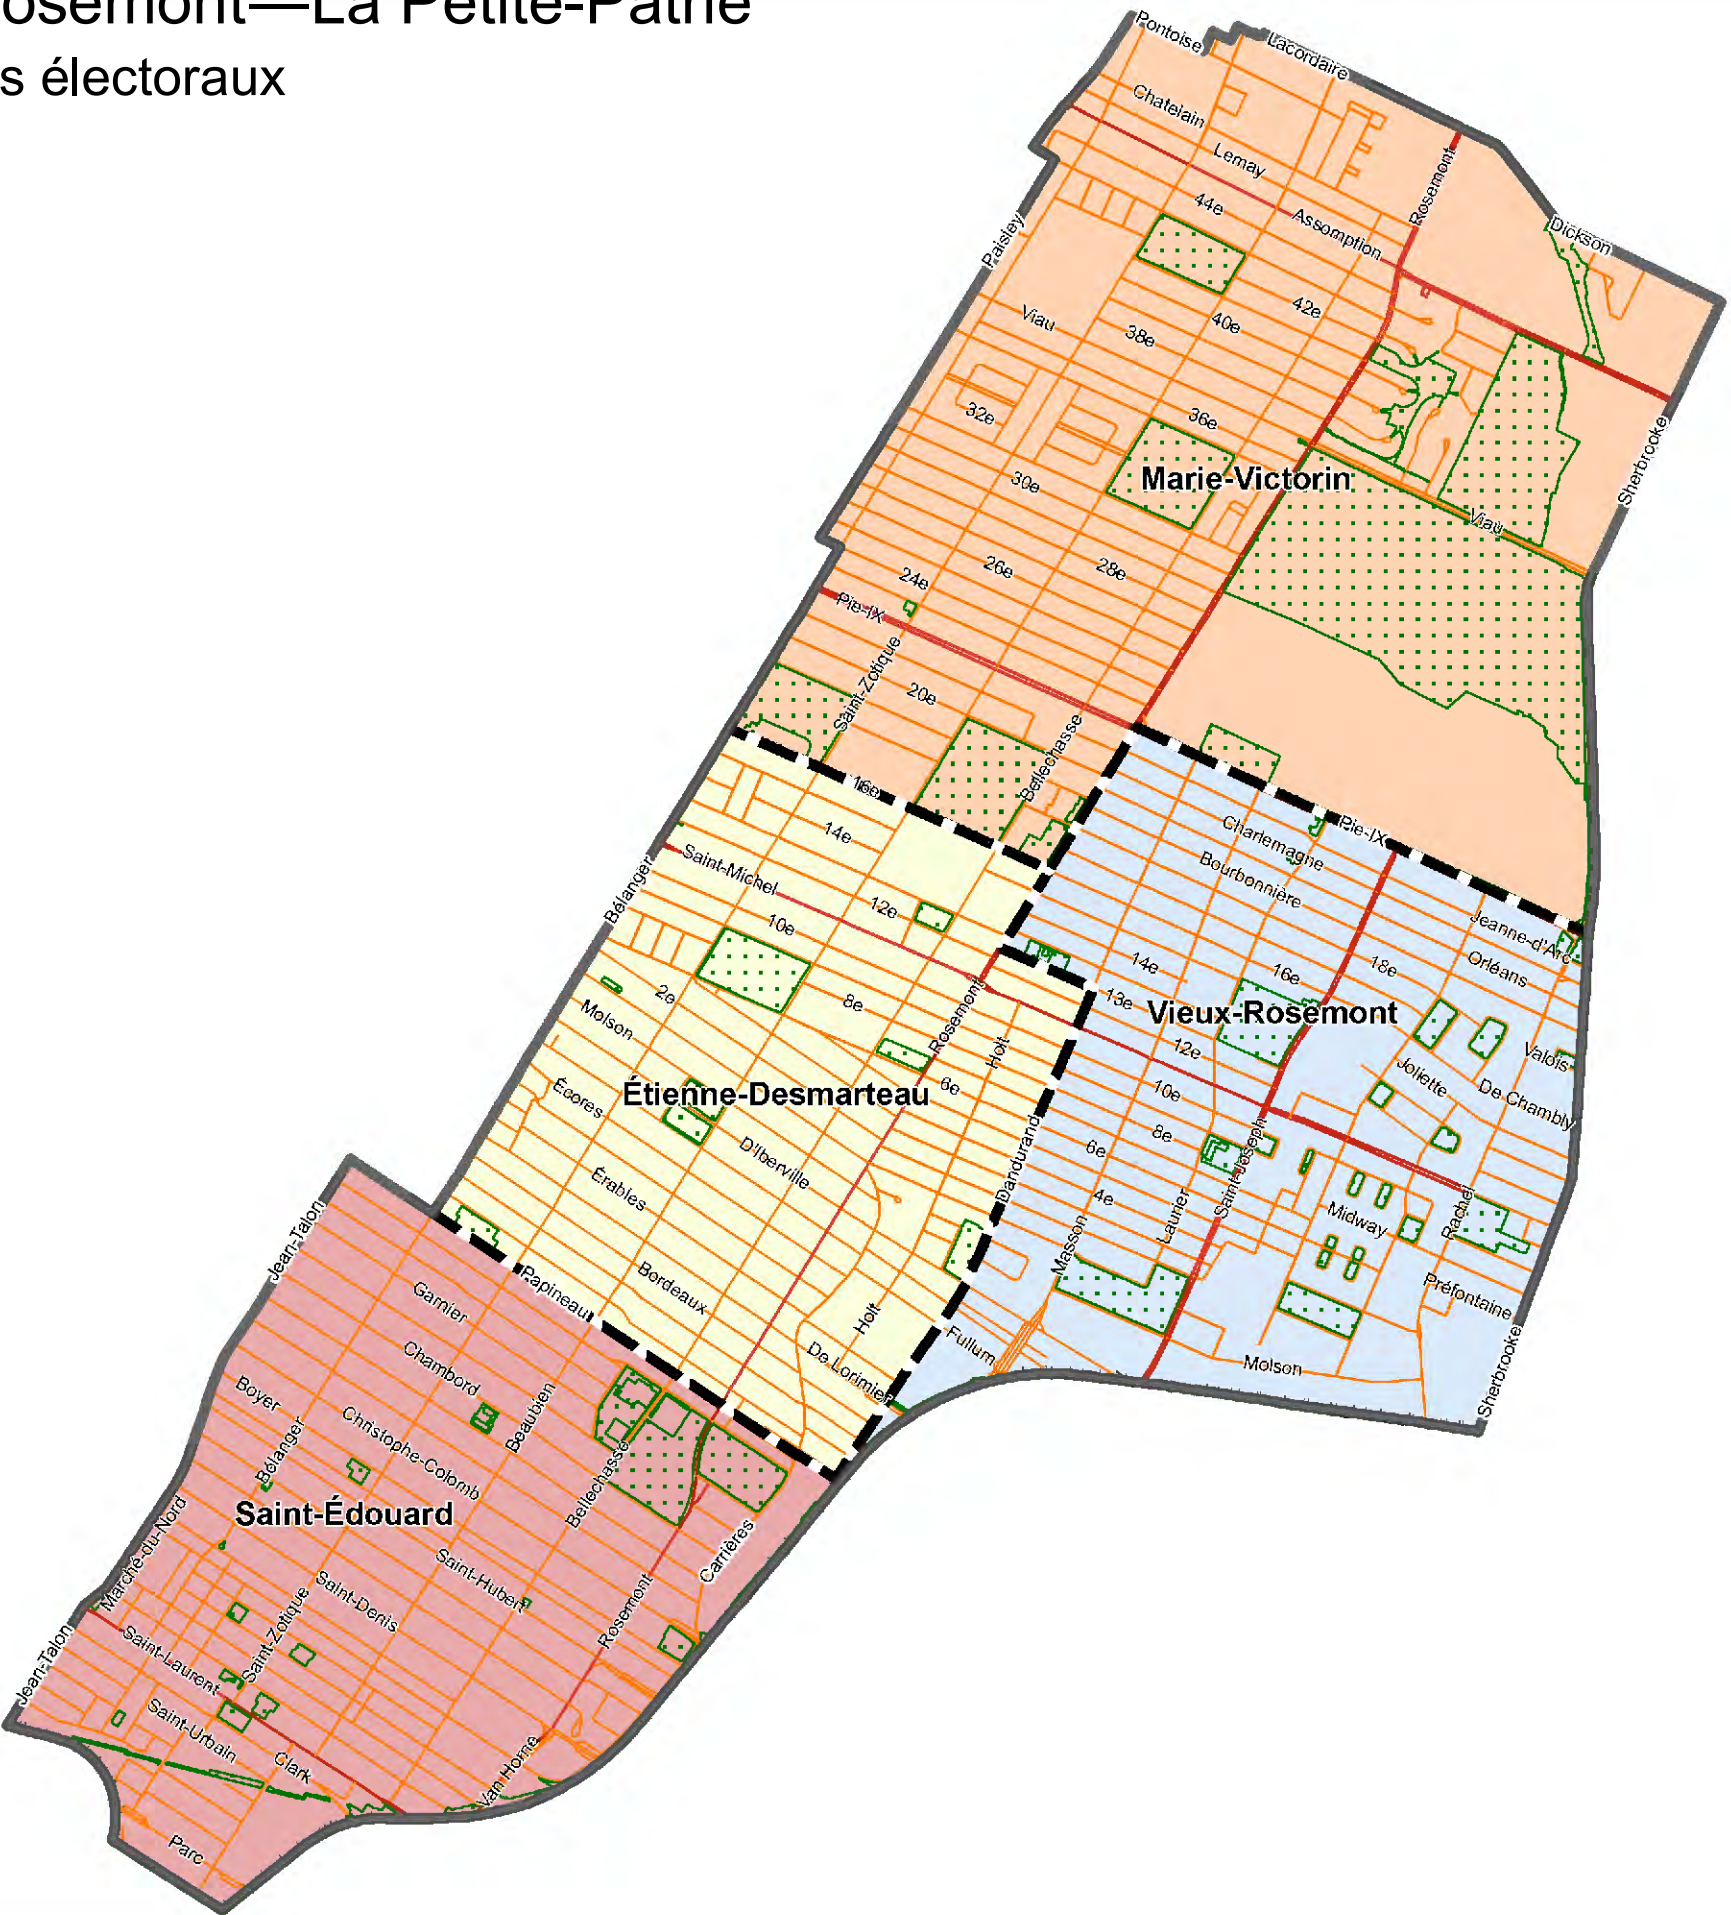 osemont—La Petite-Patrie
s électoraux
Pontoise
Lacordaire
Chatelain
Lemay
Rosemont
44e
Assomption
Dickson
Paisley
42e
Viau
40e
38e
32e
36e
Sherbrooke
Marie-Victorin
30e
Viau
26e
28e
24e
Pie-IX
Saint-Zotique
20e
Bellechasse
16e
14e
Charlemagne
Pie-IX
Saint-Michel
Bourbonnière
Bélanger
12e
10e
Jeanne-d'Arc
14e
16e
18e
Orléans
2e
8e
13e
Molson
Vieux-Rosemont
Rosemont
Holt
12e
Valois
Étienne-Desmarteau
6e
10e
Joliette
De Chambly
Écores
8e
D'Iberville
6e
Dandurand
Saint-Joseph
Érables
4e
Midway
Rachel
Laurier
Masson
Jean-Talon
Papineau
Bordeaux
Préfontaine
Garnier
Holt
Fullum
Chambord
De Lorimier
Molson
Sherbrooke
Boyer
Beaubien
Christophe-Colomb
Bélanger
Bellechasse
Saint-Édouard
Marché-du-Nord
Carrières
Saint-Hubert
Saint-Denis
Rosemont
Saint-Zotique
Jean-Talon
Saint-Laurent
Saint-Urbain
Clark
Van Horne
Parc